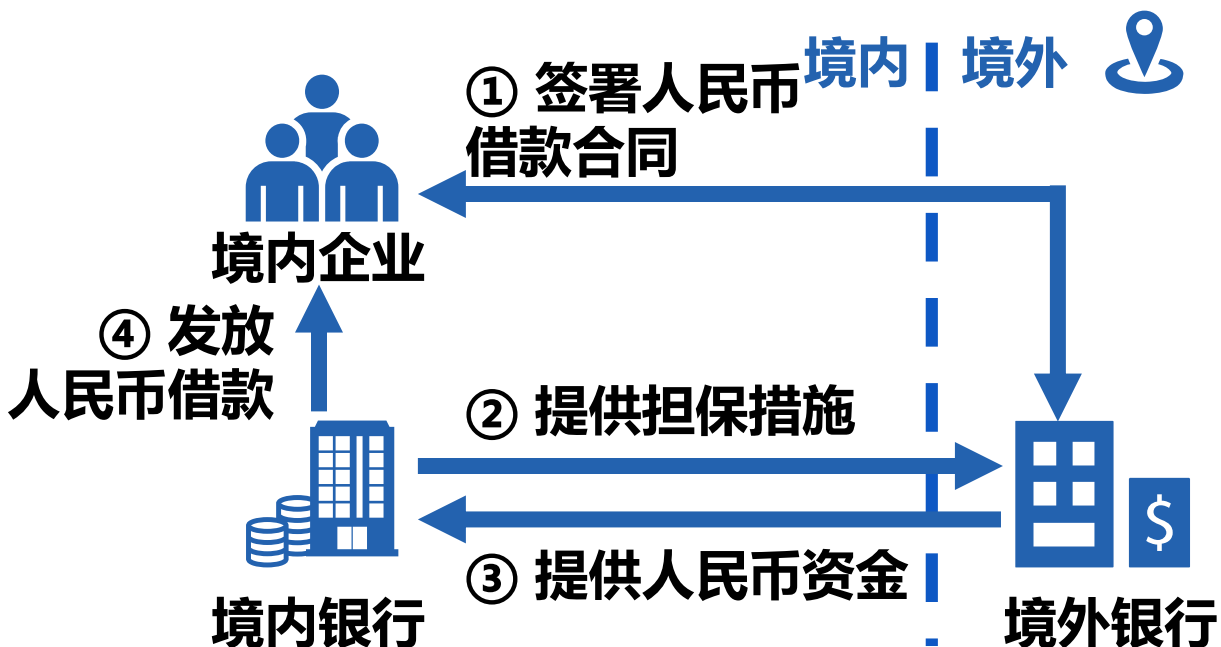 境内 境外
① 签署人民币
借款合同
境内企业
④ 发放
人民币借款
② 提供担保措施
$
③ 提供人民币资金
境内银行
境外银行